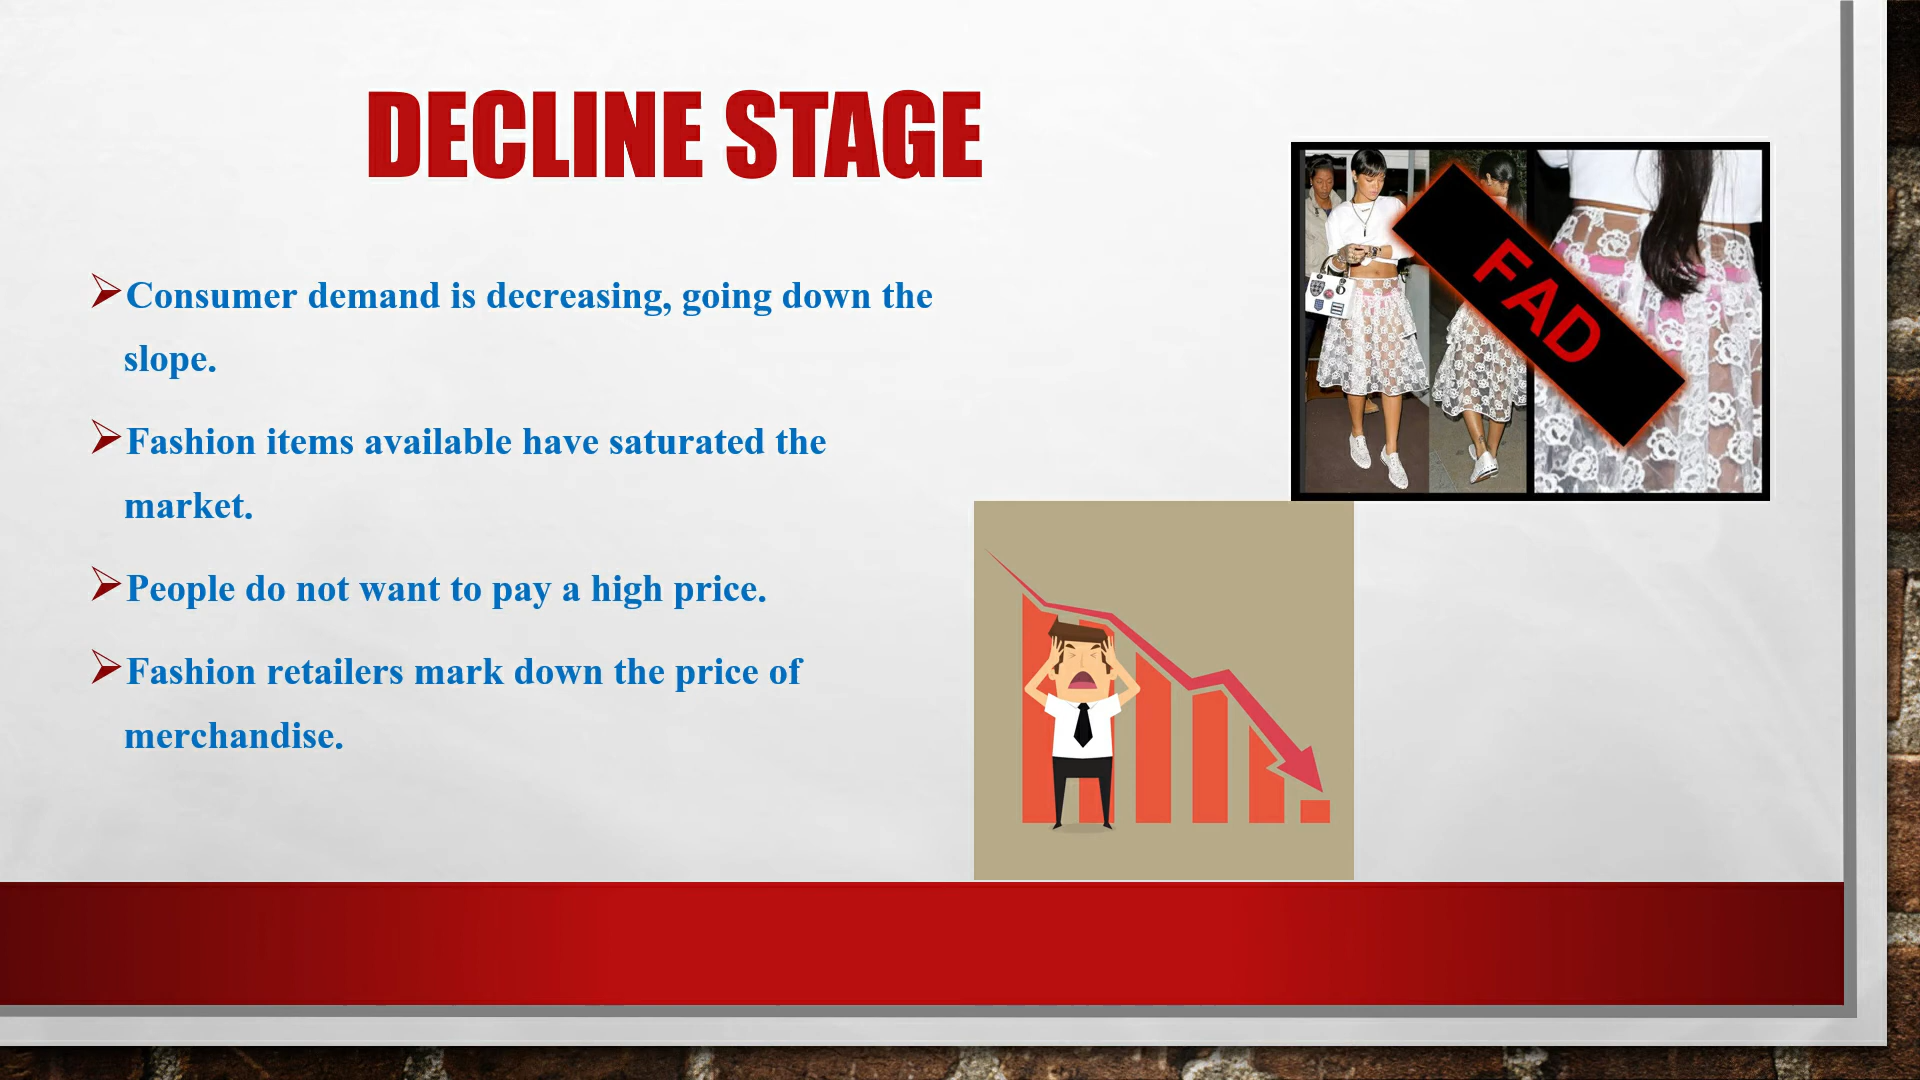 DECLINE STAGE
➢Consumer demand is decreasing, going down the
slope.
➢Fashion items available have saturated the
market.
➢People do not want to pay a high price.
➢Fashion retailers mark down the price of
merchandise.
FAD